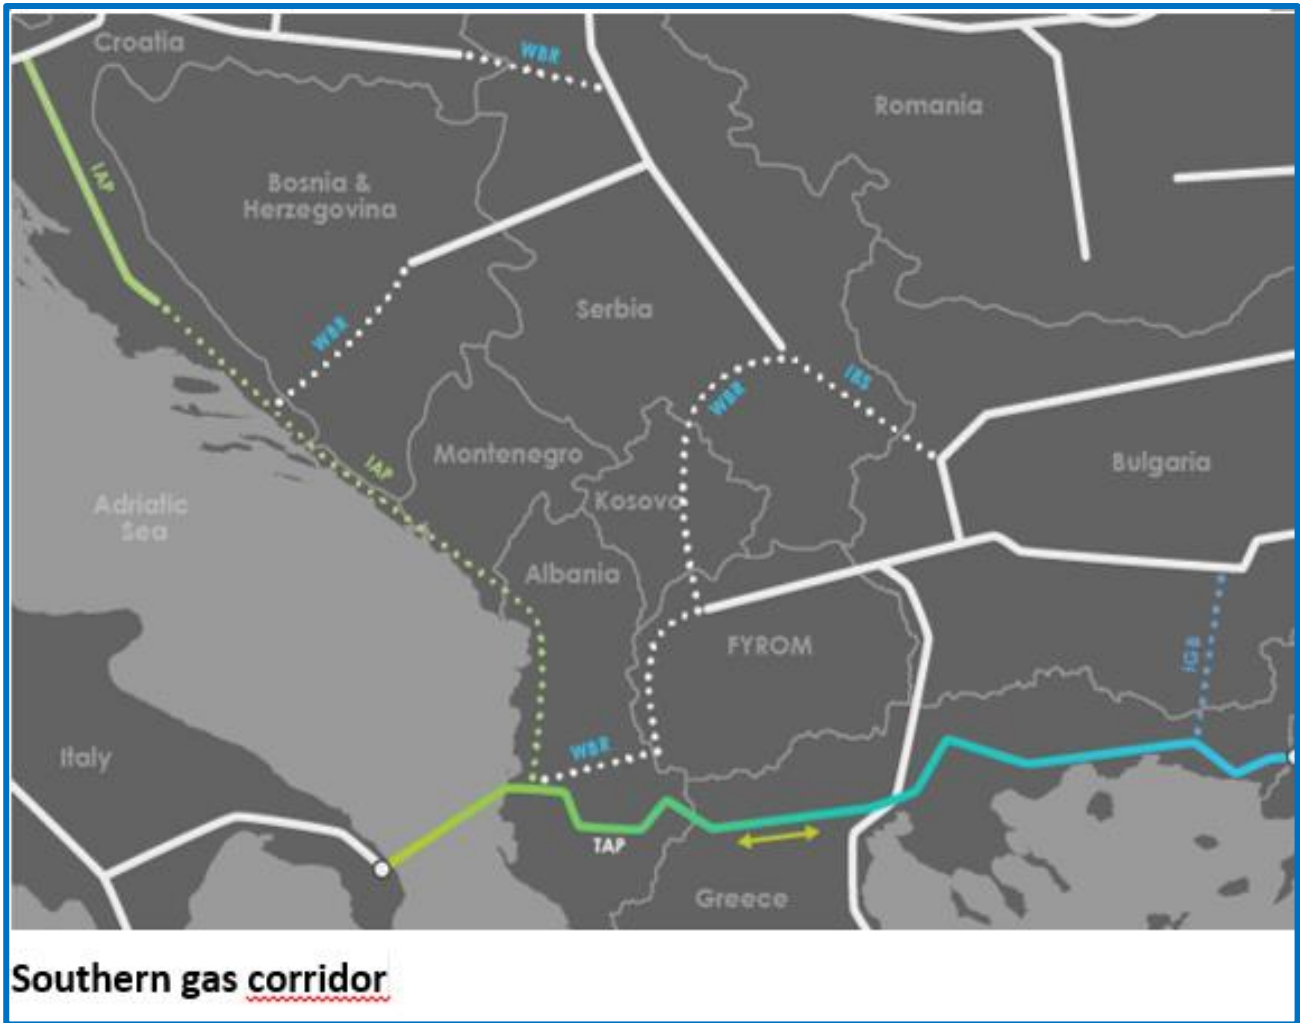 Croatia
WBR
Romania
IAP
Bosnia &
Herzegovina
Serbia
WBR
WBR
IBS
IAP
Montenegro
Bulgaria
Kosovo
Adriatic
Sea
Albania
FYROM
IGB
WBR
Italy
TAP
Greece
Southern gas corridor